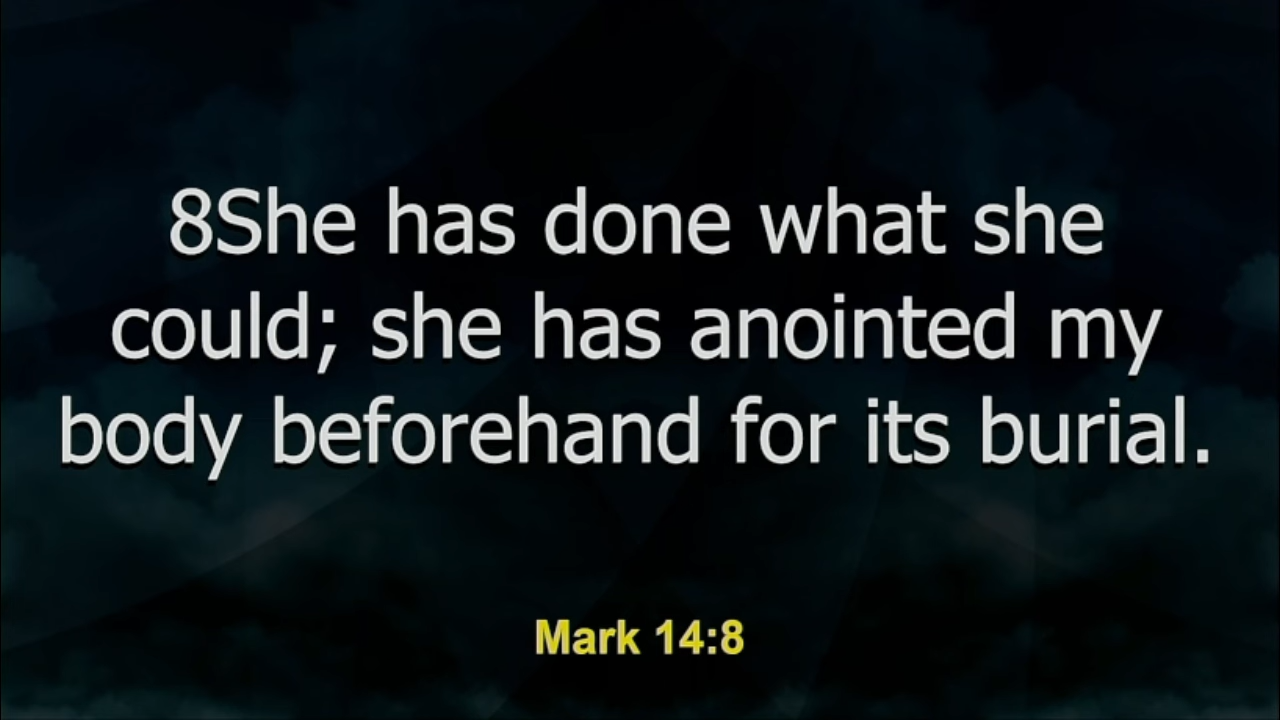 8She has done what she
could; she has anointed my
body beforehand for its burial.
Mark 14:8